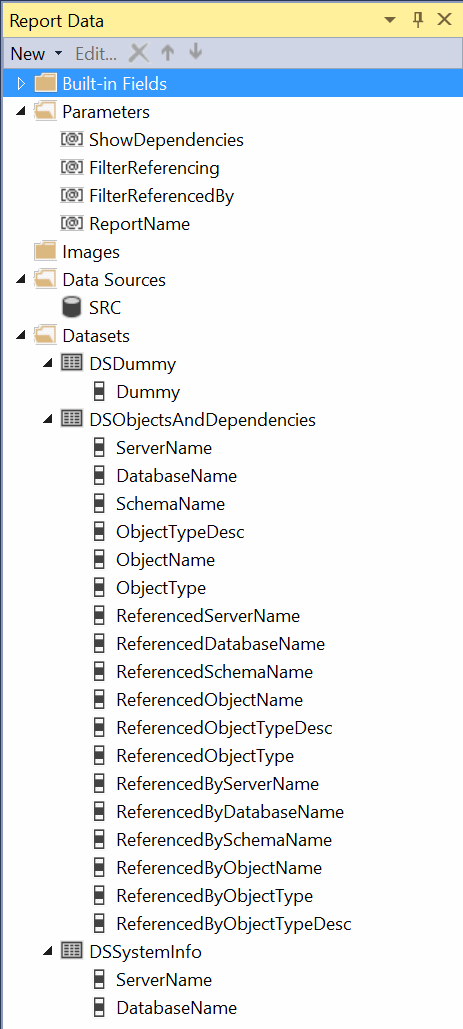 Report Data
New Edit...
Built-in Fields
Parameters
[@] ShowDependencies
[@] FilterReferencing
[@] FilterReferencedBy
[@] ReportName
Images
Data Sources
SRC
Datasets
DSDummy
Dummy
DSObjectsAndDependencies
ServerName
DatabaseName
SchemaName
ObjectTypeDesc
ObjectName
ObjectType
ReferencedServerName
ReferencedDatabaseName
ReferencedSchemaName
ReferencedObjectName
ReferencedObjectTypeDesc
ReferencedObjectType
ReferencedByServerName
ReferencedByDatabaseName
ReferencedBySchemaName
ReferencedByObjectName
ReferencedByObjectType
ReferencedByObjectTypeDesc
DSSystemInfo
ServerName
DatabaseName